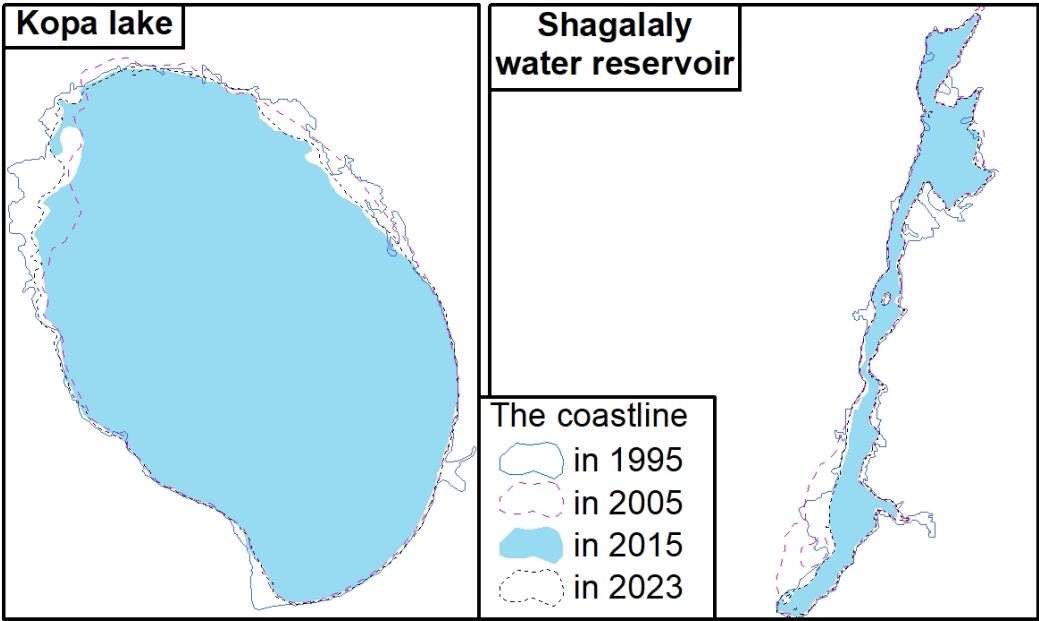 Kopa lake
Shagalaly
water reservoir
The coastline
in 1995
in 2005
in 2015
in 2023